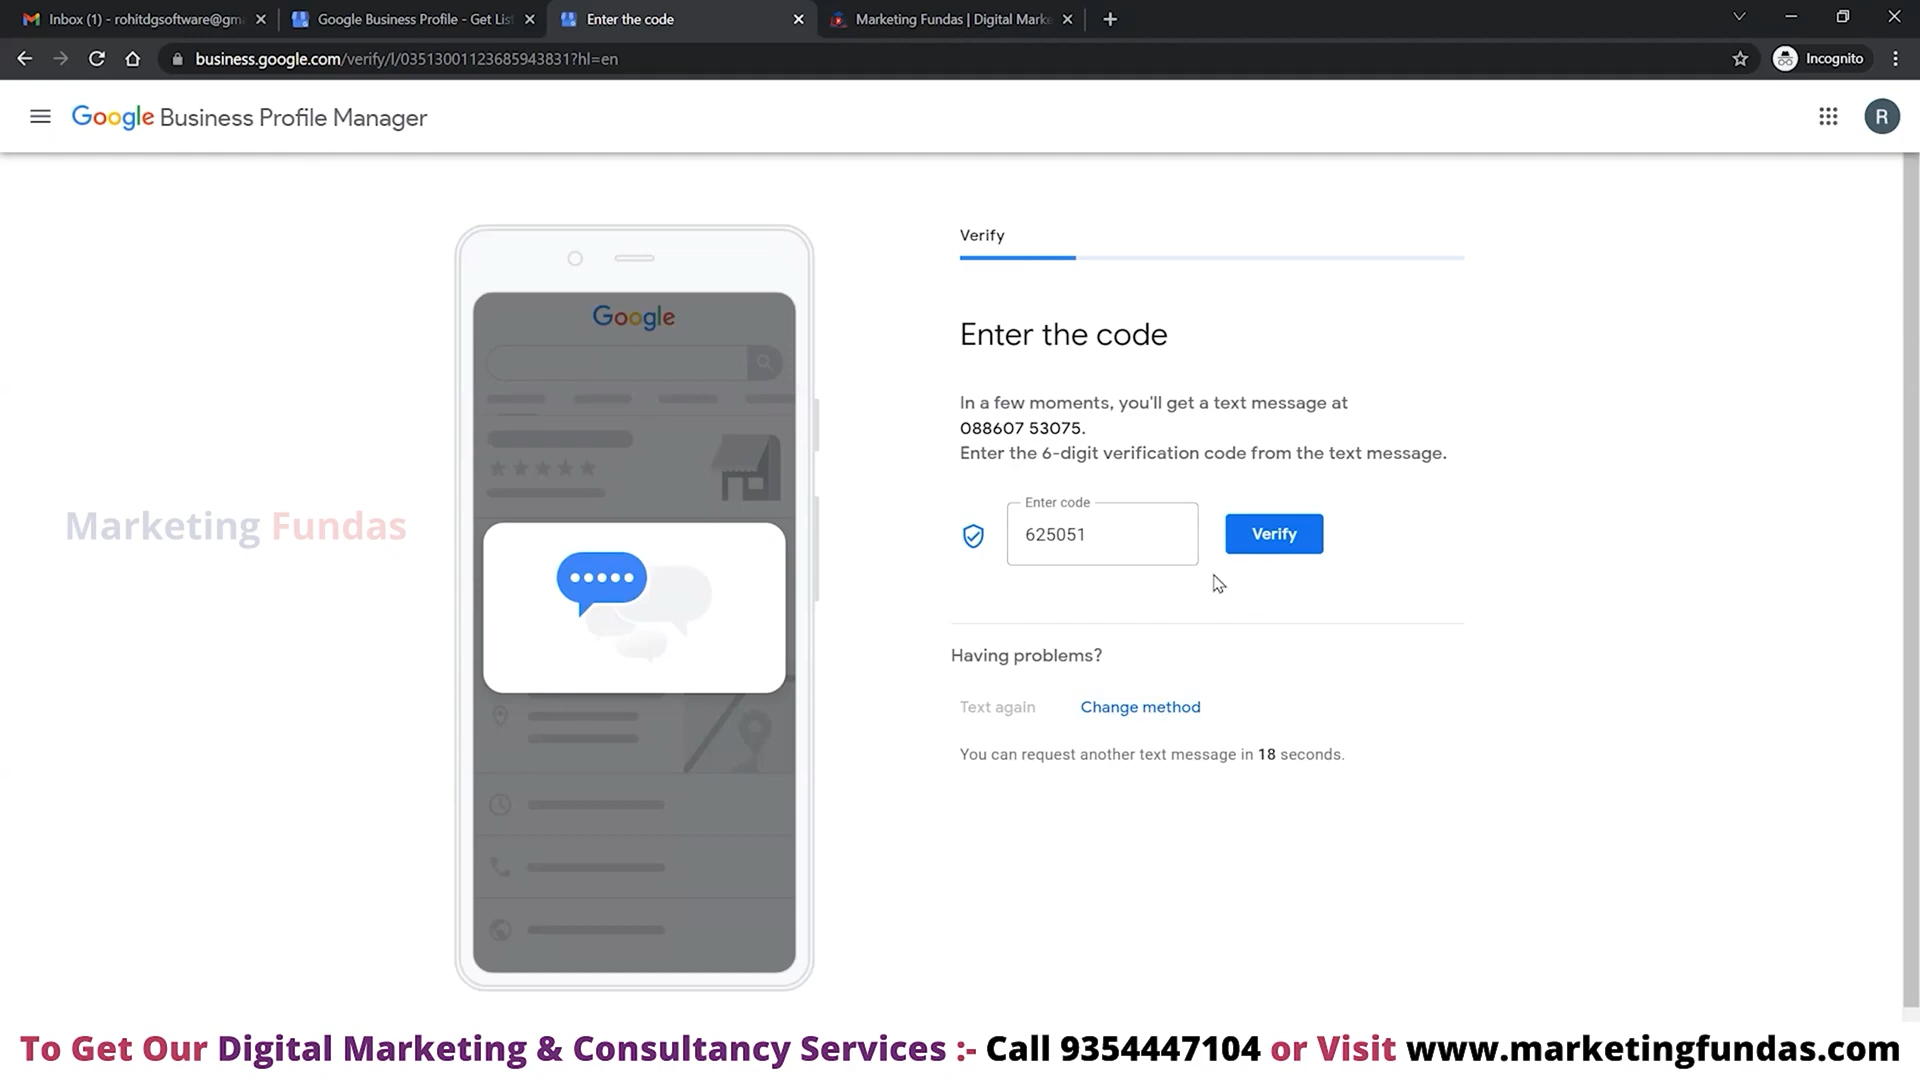 Inbox (1) - rohitdgsoftware@gm
Google Business Profile - Get List
Enter the code
Marketing Fundas | Digital Marke
business.google.com/verify/l/03513001123685943831?hl=en
Incognito
Google Business Profile Manager
R
Verify
Google
Enter the code
In a few moments, you'll get a text message at
088607 53075.
Enter the 6-digit verification code from the text message.
Enter code
625051
Verify
Marketing Fundas
Having problems?
Text again
Change method
You can request another text message in 18 seconds.
To Get Our Digital Marketing & Consultancy Services :- Call 9354447104 or Visit www.marketingfundas.com